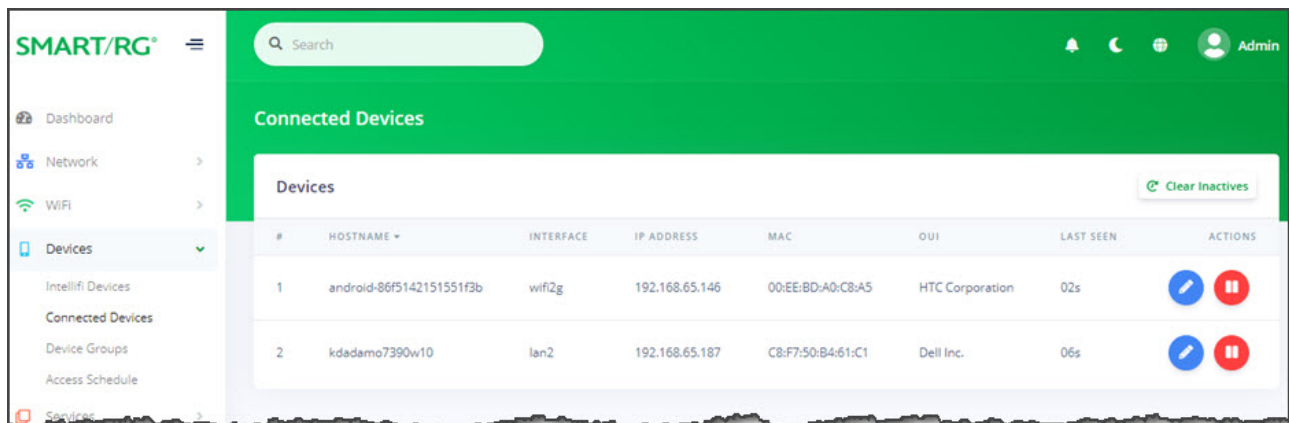 SMART/RG®
Search
Admin
Dashboard
Network
WiFi
Devices
Intellifi Devices
Connected Devices
Device Groups
Access Schedule
Services
Connected Devices
Devices
Clear Inactives
# HOSTNAME INTERFACE IP ADDRESS MAC OUI LAST SEEN ACTIONS
1 android-86f5142151551f3b wifi2g 192.168.65.146 00:EE:BD:A0:C8:A5 HTC Corporation 02s
2 kdadamo7390w10 lan2 192.168.65.187 C8:F7:50:B4:61:C1 Dell Inc. 06s